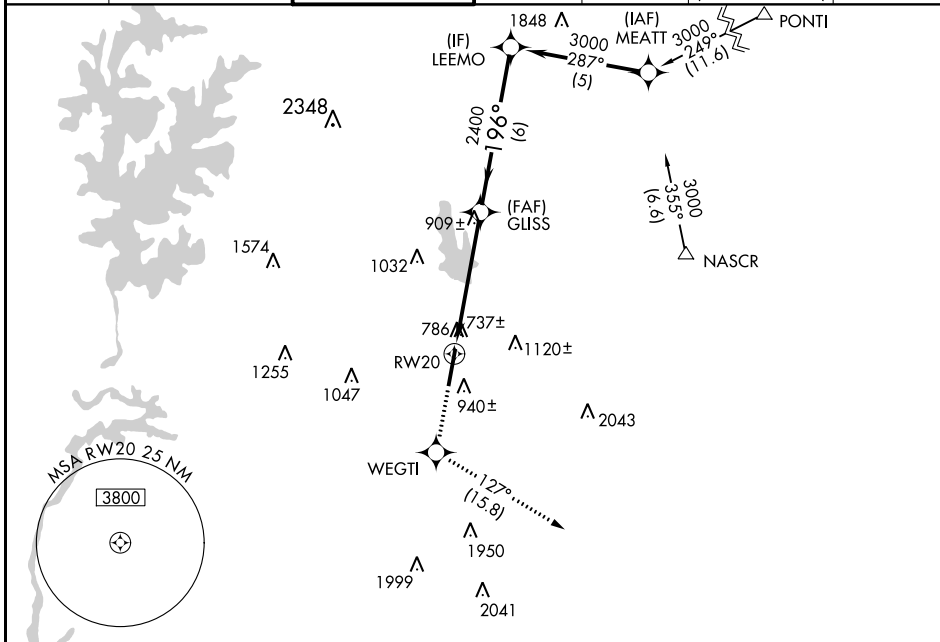 1848
(IAF)
MEATT
PONTI
(IF)
LEEMO
3000
287°
(5)
3000
249°
(11.6)
2348
2400
196°
(6)
(FAF)
GLISS
909±
3000
355°
(6.6)
NASCR
1574
1032
786
737±
RW20
1120±
1255
1047
940±
2043
WEGTI
127°
(15.8)
MSA RW20 25 NM
3800
1950
1999
2041